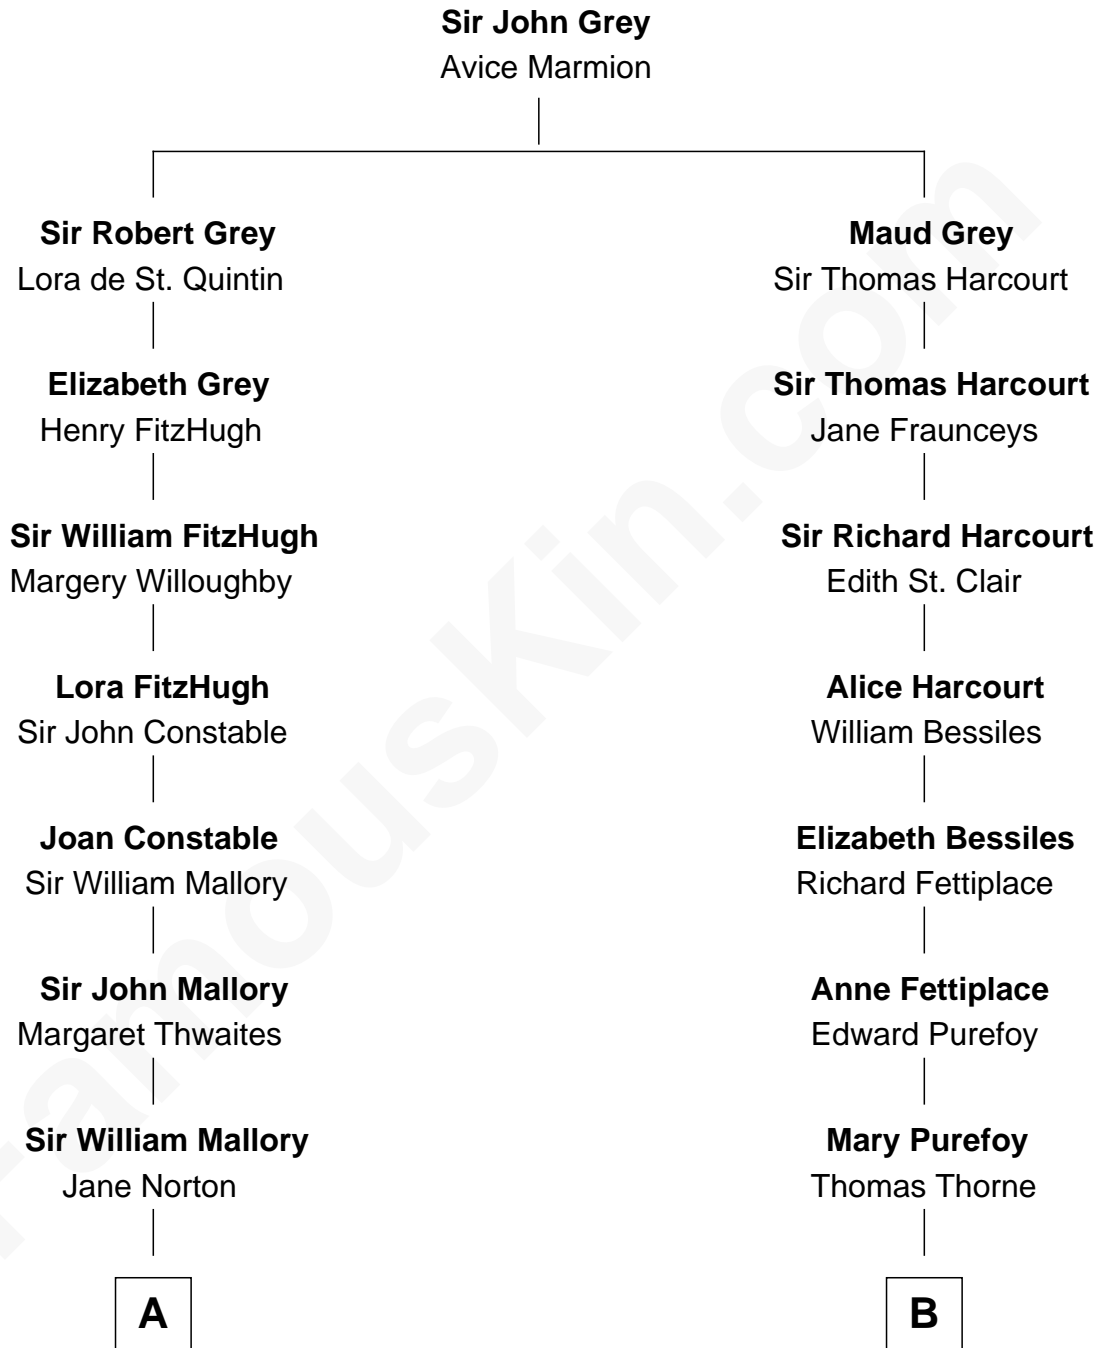 Sir John Grey
Avice Marmion
Sir Robert Grey
Lora de St. Quintin
Maud Grey
Sir Thomas Harcourt
Elizabeth Grey
Henry FitzHugh
Sir Thomas Harcourt
Jane Fraunceys
Sir William FitzHugh
Margery Willoughby
Sir Richard Harcourt
Edith St. Clair
Lora FitzHugh
Sir John Constable
Alice Harcourt
William Bessiles
Joan Constable
Sir William Mallory
Elizabeth Bessiles
Richard Fettiplace
Sir John Mallory
Margaret Thwaites
Anne Fettiplace
Edward Purefoy
Sir William Mallory
Jane Norton
Mary Purefoy
Thomas Thorne
A
B
FamousKin.com